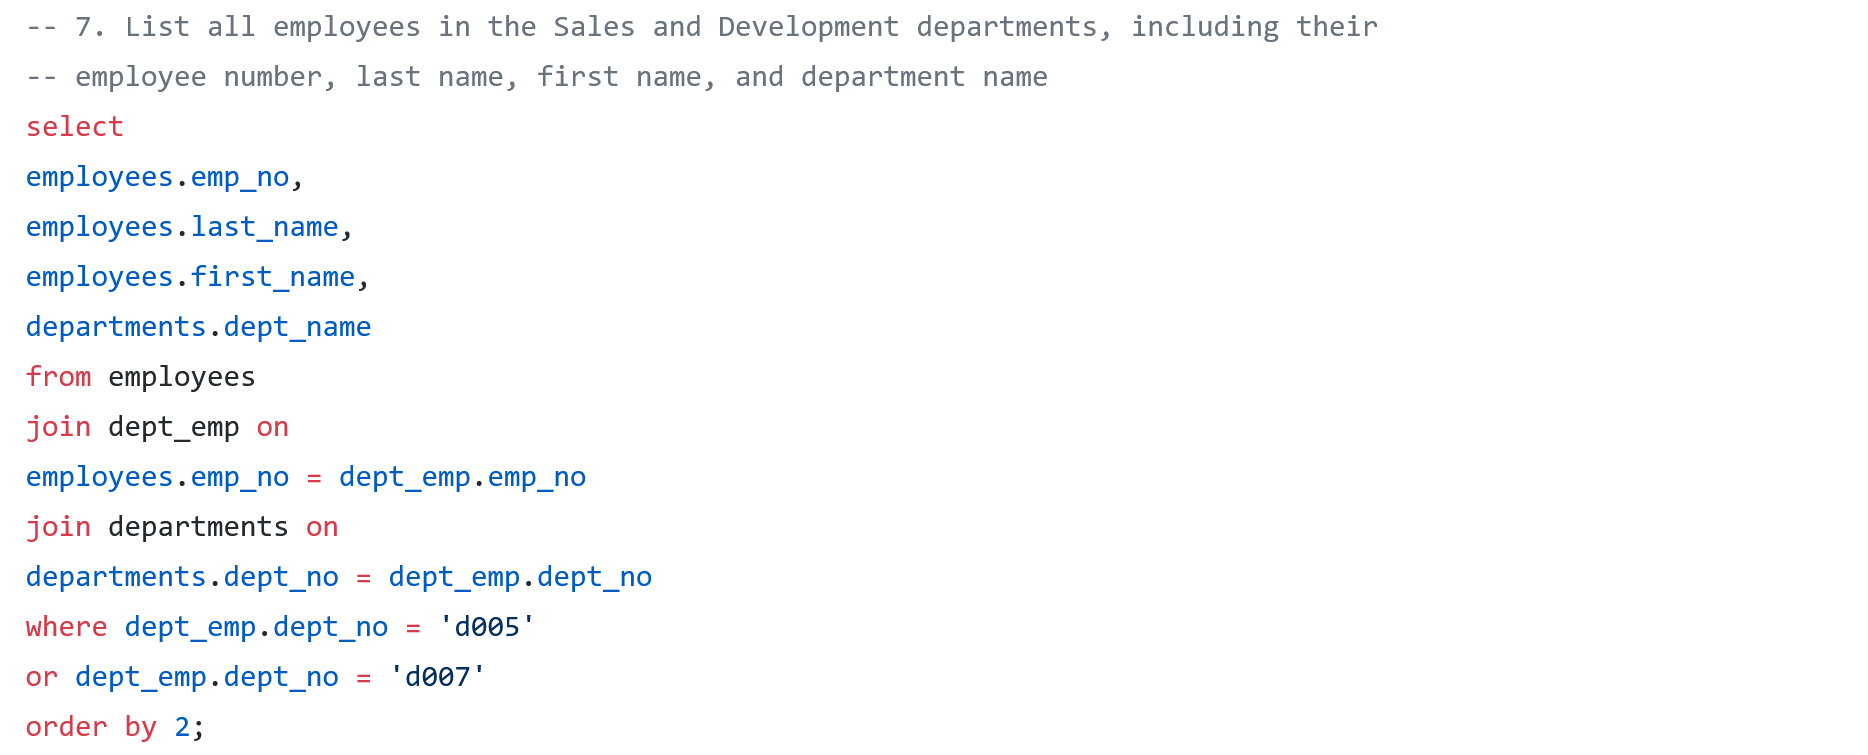 -- 7. List all employees in the Sales and Development departments, including their
-- employee number, last name, first name, and department name
select
employees.emp_no,
employees.last_name,
employees.first_name,
departments.dept_name
from employees
join dept_emp on
employees.emp_no = dept_emp.emp_no
join departments on
departments.dept_no = dept_emp.dept_no
where dept_emp.dept_no = 'd005'
or dept_emp.dept_no = 'd007'
order by 2;